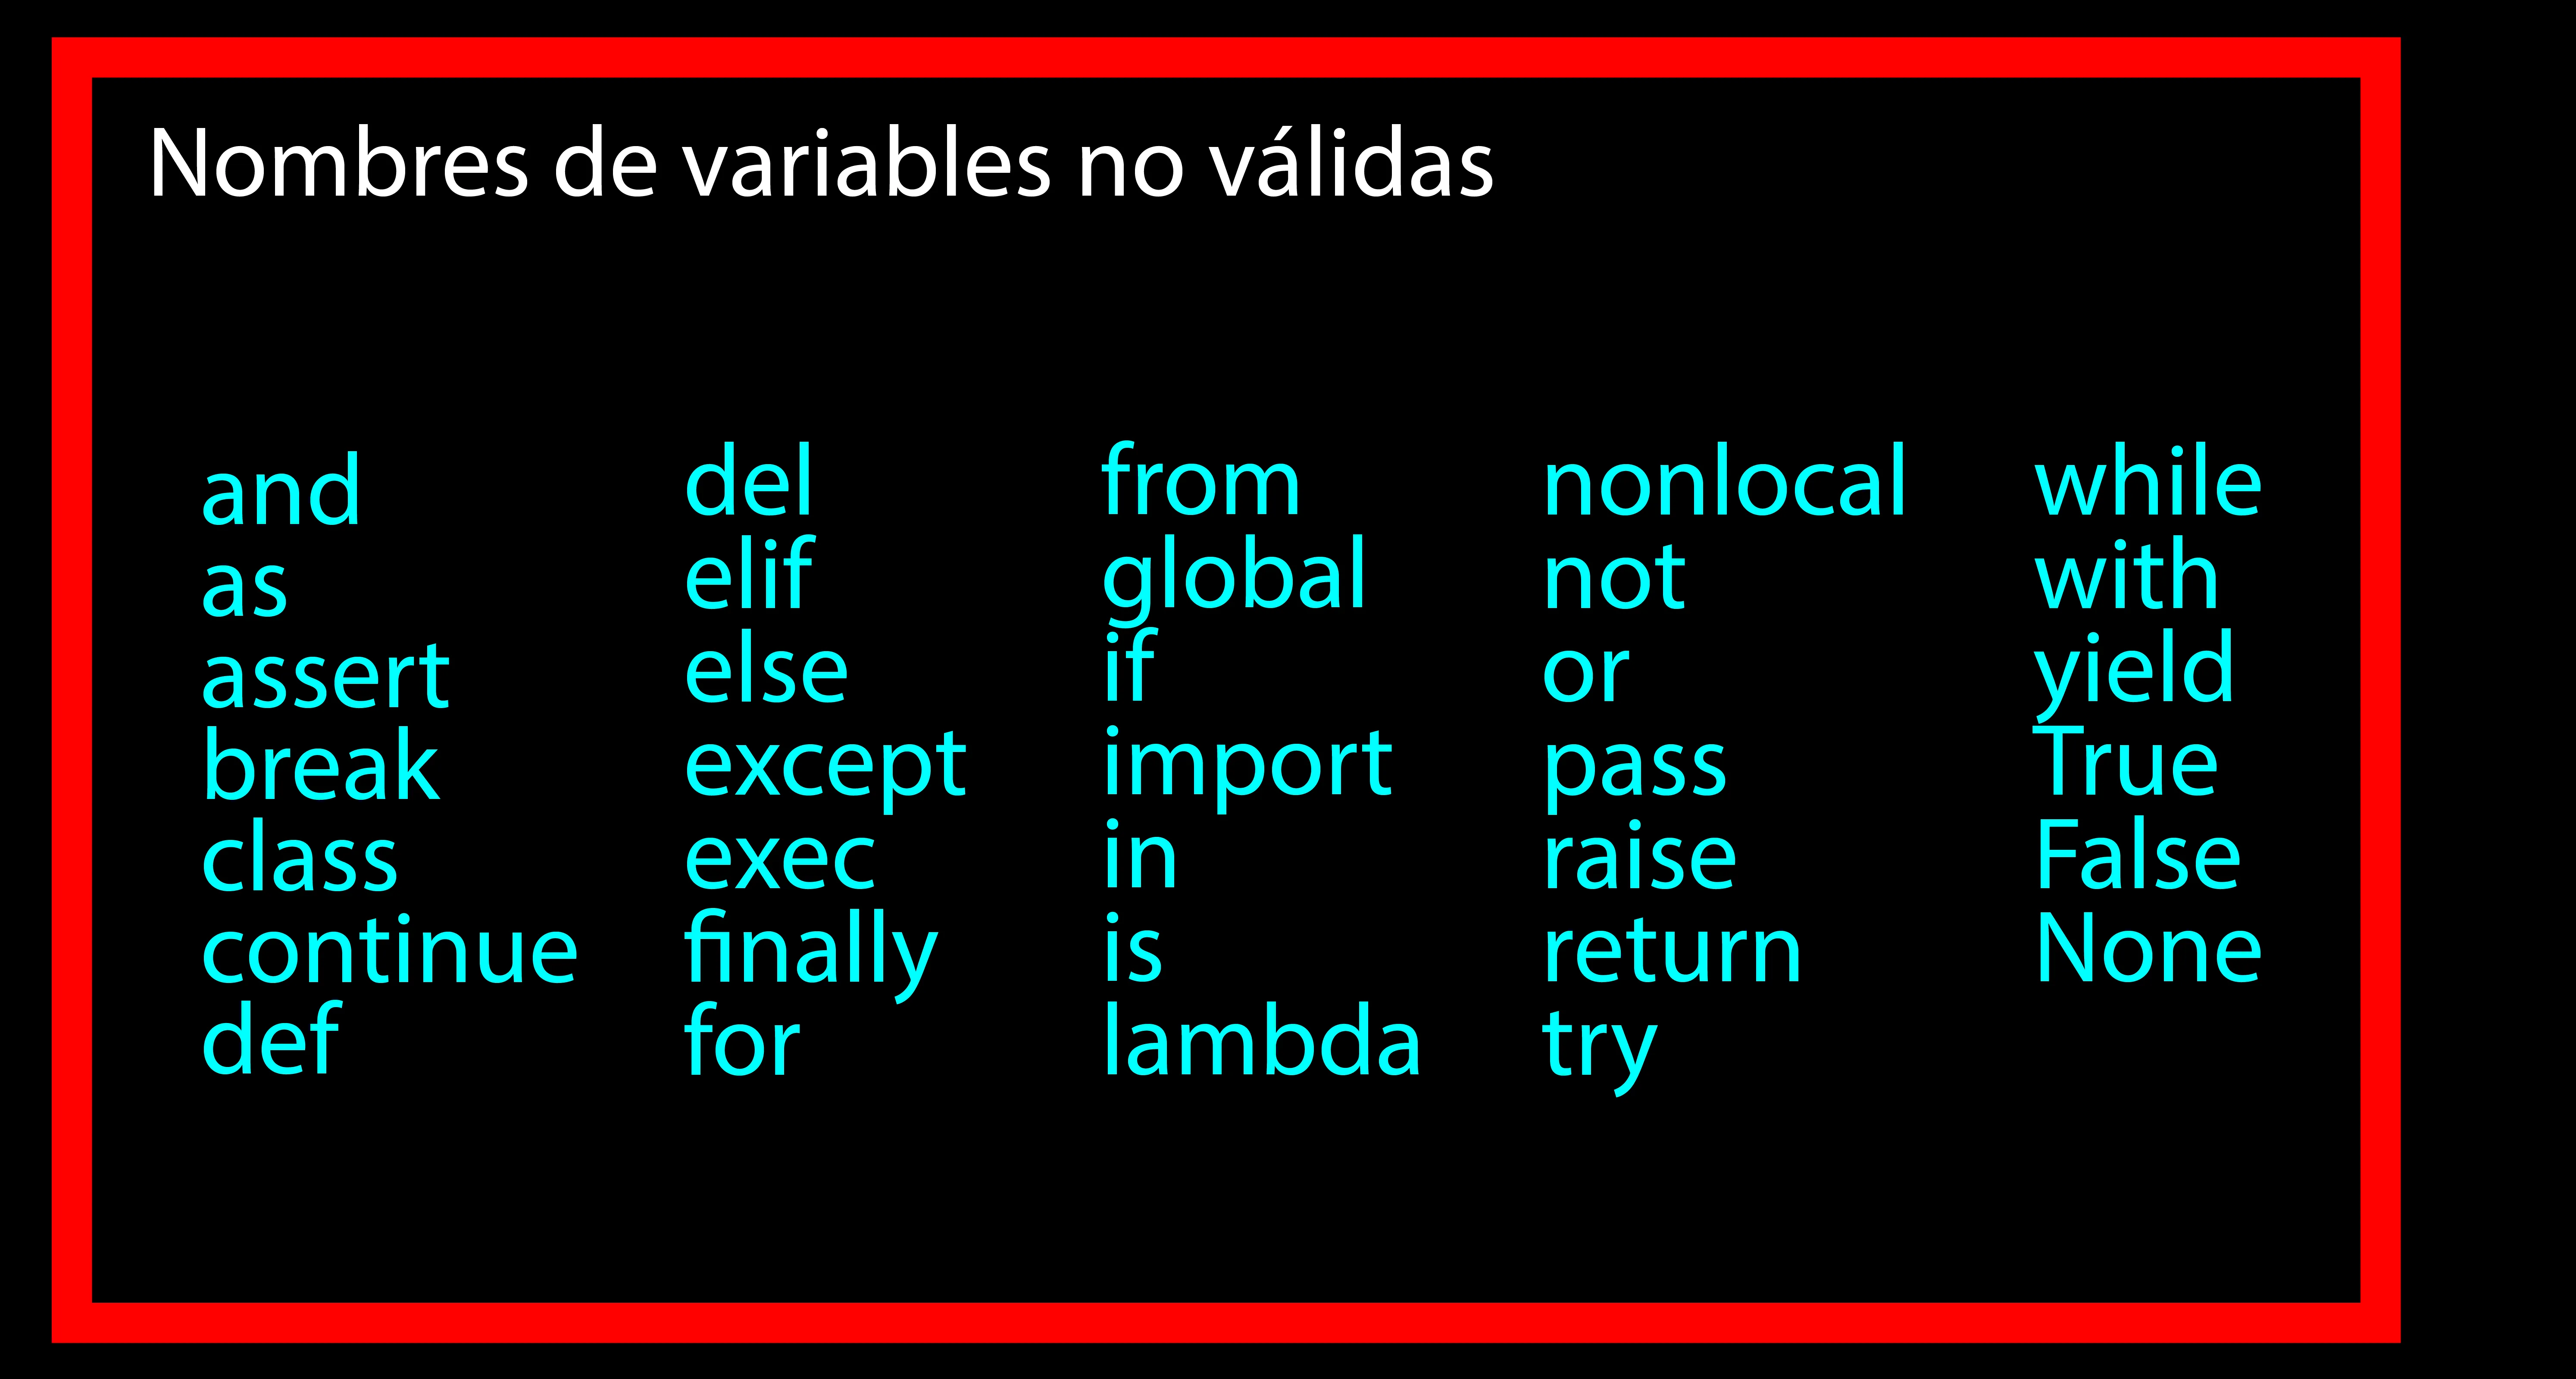 Nombres de variables no válidas
and
as
assert
break
class
continue
def
del
elif
else
except
exec
finally
for
from
global
if
import
in
is
lambda
nonlocal
not
or
pass
raise
return
try
while
with
yield
True
False
None